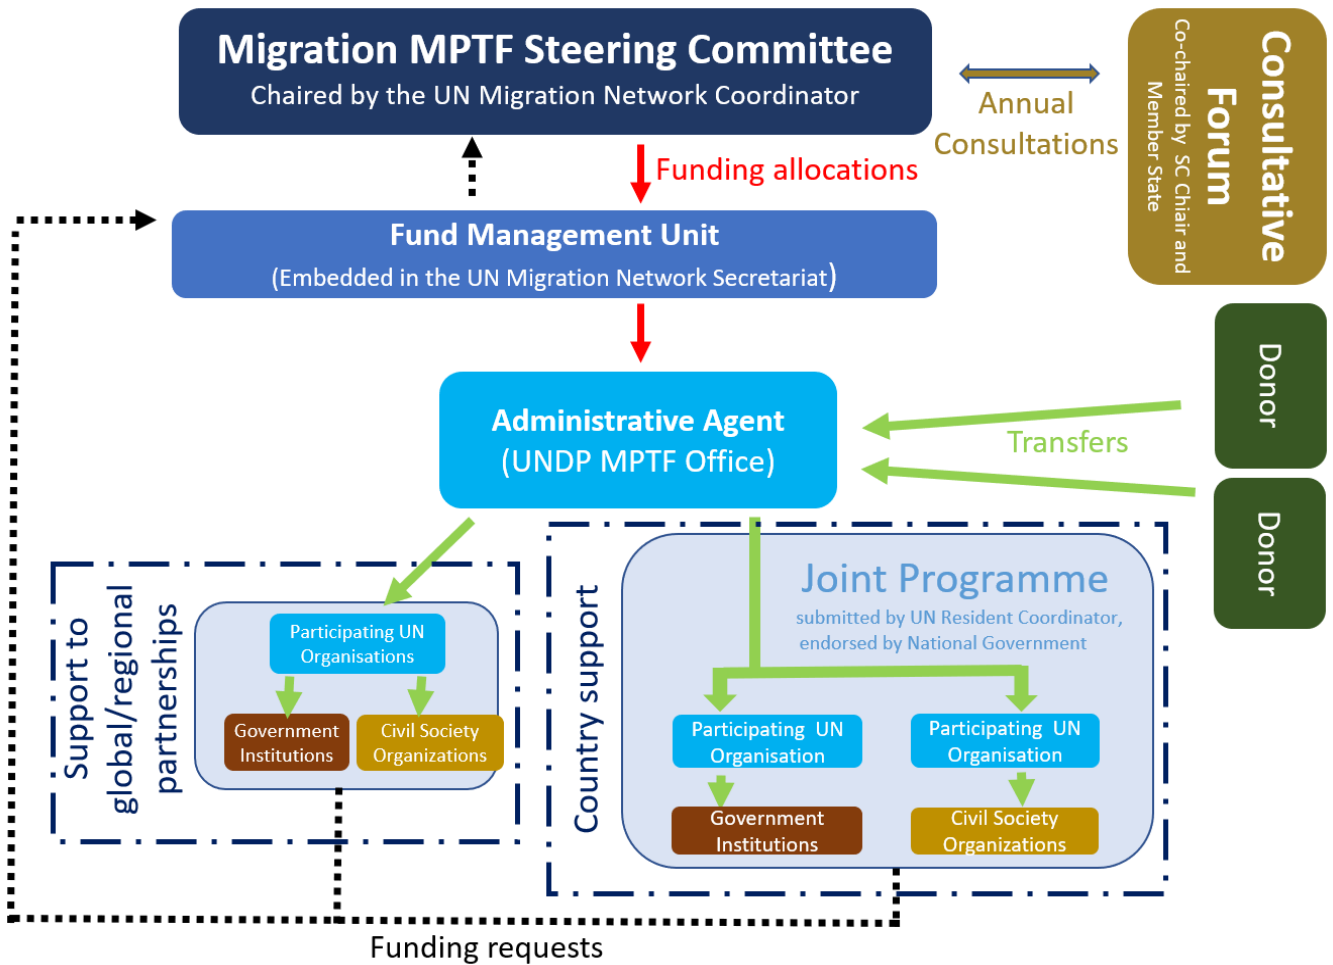 Migration MPTF Steering Committee
Chaired by the UN Migration Network Coordinator
Annual
Consultations
Consultative
Forum
Co-chaired by SC Chiair and
Member State
Funding allocations
Fund Management Unit
(Embedded in the UN Migration Network Secretariat)
Administrative Agent
(UNDP MPTF Office)
Transfers
Donor
Donor
Support to
global/regional
partnerships
Participating UN
Organisations
Government
Institutions
Civil Society
Organizations
Country support
Joint Programme
submitted by UN Resident Coordinator,
endorsed by National Government
Participating UN
Organisation
Government
Institutions
Participating UN
Organisation
Civil Society
Organizations
Funding requests